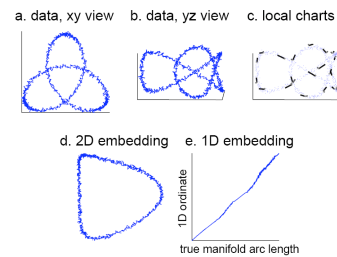 a. data, xy view
b. data, yz view
c. local charts
d. 2D embedding
e. 1D embedding
1D ordinate
true manifold arc length